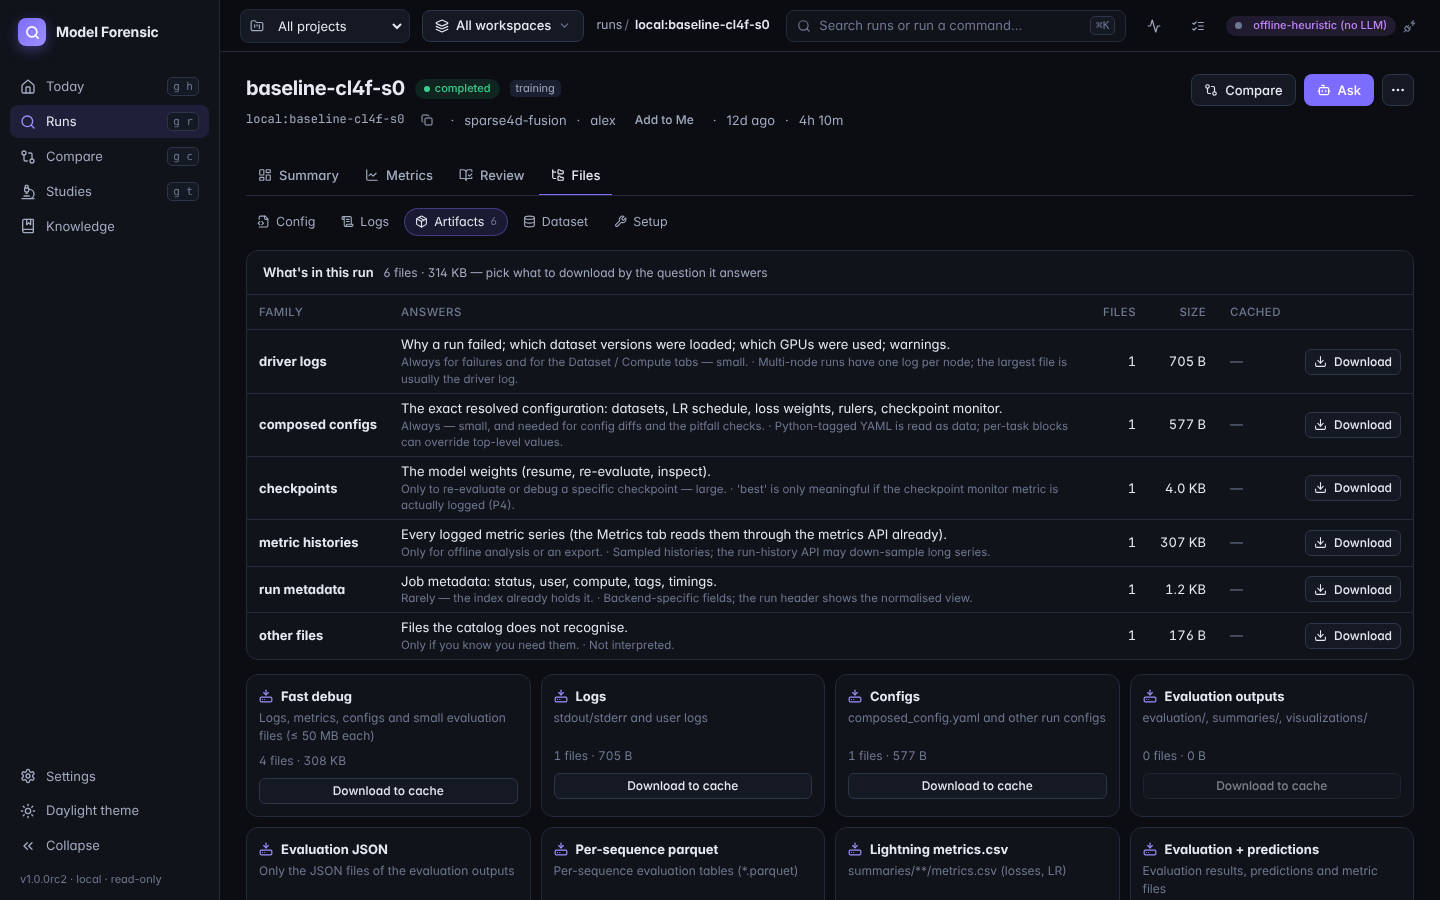 Model Forensic
All projects
All workspaces
runs / local:baseline-cl4f-s0
Search runs or run a command...
⌘K
offline-heuristic (no LLM)
Today
g h
Runs
g r
Compare
g c
Studies
g t
Knowledge
baseline-cl4f-s0
completed
training
Compare
Ask
local:baseline-cl4f-s0 · sparse4d-fusion · alex Add to Me · 12d ago · 4h 10m
Summary
Metrics
Review
Files
Config
Logs
Artifacts 6
Dataset
Setup
What's in this run 6 files · 314 KB — pick what to download by the question it answers
FAMILY ANSWERS FILES SIZE CACHED
driver logs
Why a run failed; which dataset versions were loaded; which GPUs were used; warnings.
Always for failures and for the Dataset / Compute tabs — small. · Multi-node runs have one log per node; the largest file is
usually the driver log.
1 705 B — Download
composed configs
The exact resolved configuration: datasets, LR schedule, loss weights, rulers, checkpoint monitor.
Always — small, and needed for config diffs and the pitfall checks. · Python-tagged YAML is read as data; per-task blocks
can override top-level values.
1 577 B — Download
checkpoints
The model weights (resume, re-evaluate, inspect).
Only to re-evaluate or debug a specific checkpoint — large. · 'best' is only meaningful if the checkpoint monitor metric is
actually logged (P4).
1 4.0 KB — Download
metric histories
Every logged metric series (the Metrics tab reads them through the metrics API already).
Only for offline analysis or an export. · Sampled histories; the run-history API may down-sample long series.
1 307 KB — Download
run metadata
Job metadata: status, user, compute, tags, timings.
Rarely — the index already holds it. · Backend-specific fields; the run header shows the normalised view.
1 1.2 KB — Download
other files
Files the catalog does not recognise.
Only if you know you need them. · Not interpreted.
1 176 B — Download
Fast debug
Logs, metrics, configs and small evaluation
files (≤ 50 MB each)
4 files · 308 KB
Download to cache
Logs
stdout/stderr and user logs
1 files · 705 B
Download to cache
Configs
composed_config.yaml and other run configs
1 files · 577 B
Download to cache
Evaluation outputs
evaluation/, summaries/, visualizations/
0 files · 0 B
Download to cache
Evaluation JSON
Only the JSON files of the evaluation outputs
Per-sequence parquet
Per-sequence evaluation tables (*.parquet)
Lightning metrics.csv
summaries/**/metrics.csv (losses, LR)
Evaluation + predictions
Evaluation results, predictions and metric
files
Settings
Daylight theme
Collapse
v1.0.0rc2 · local · read-only